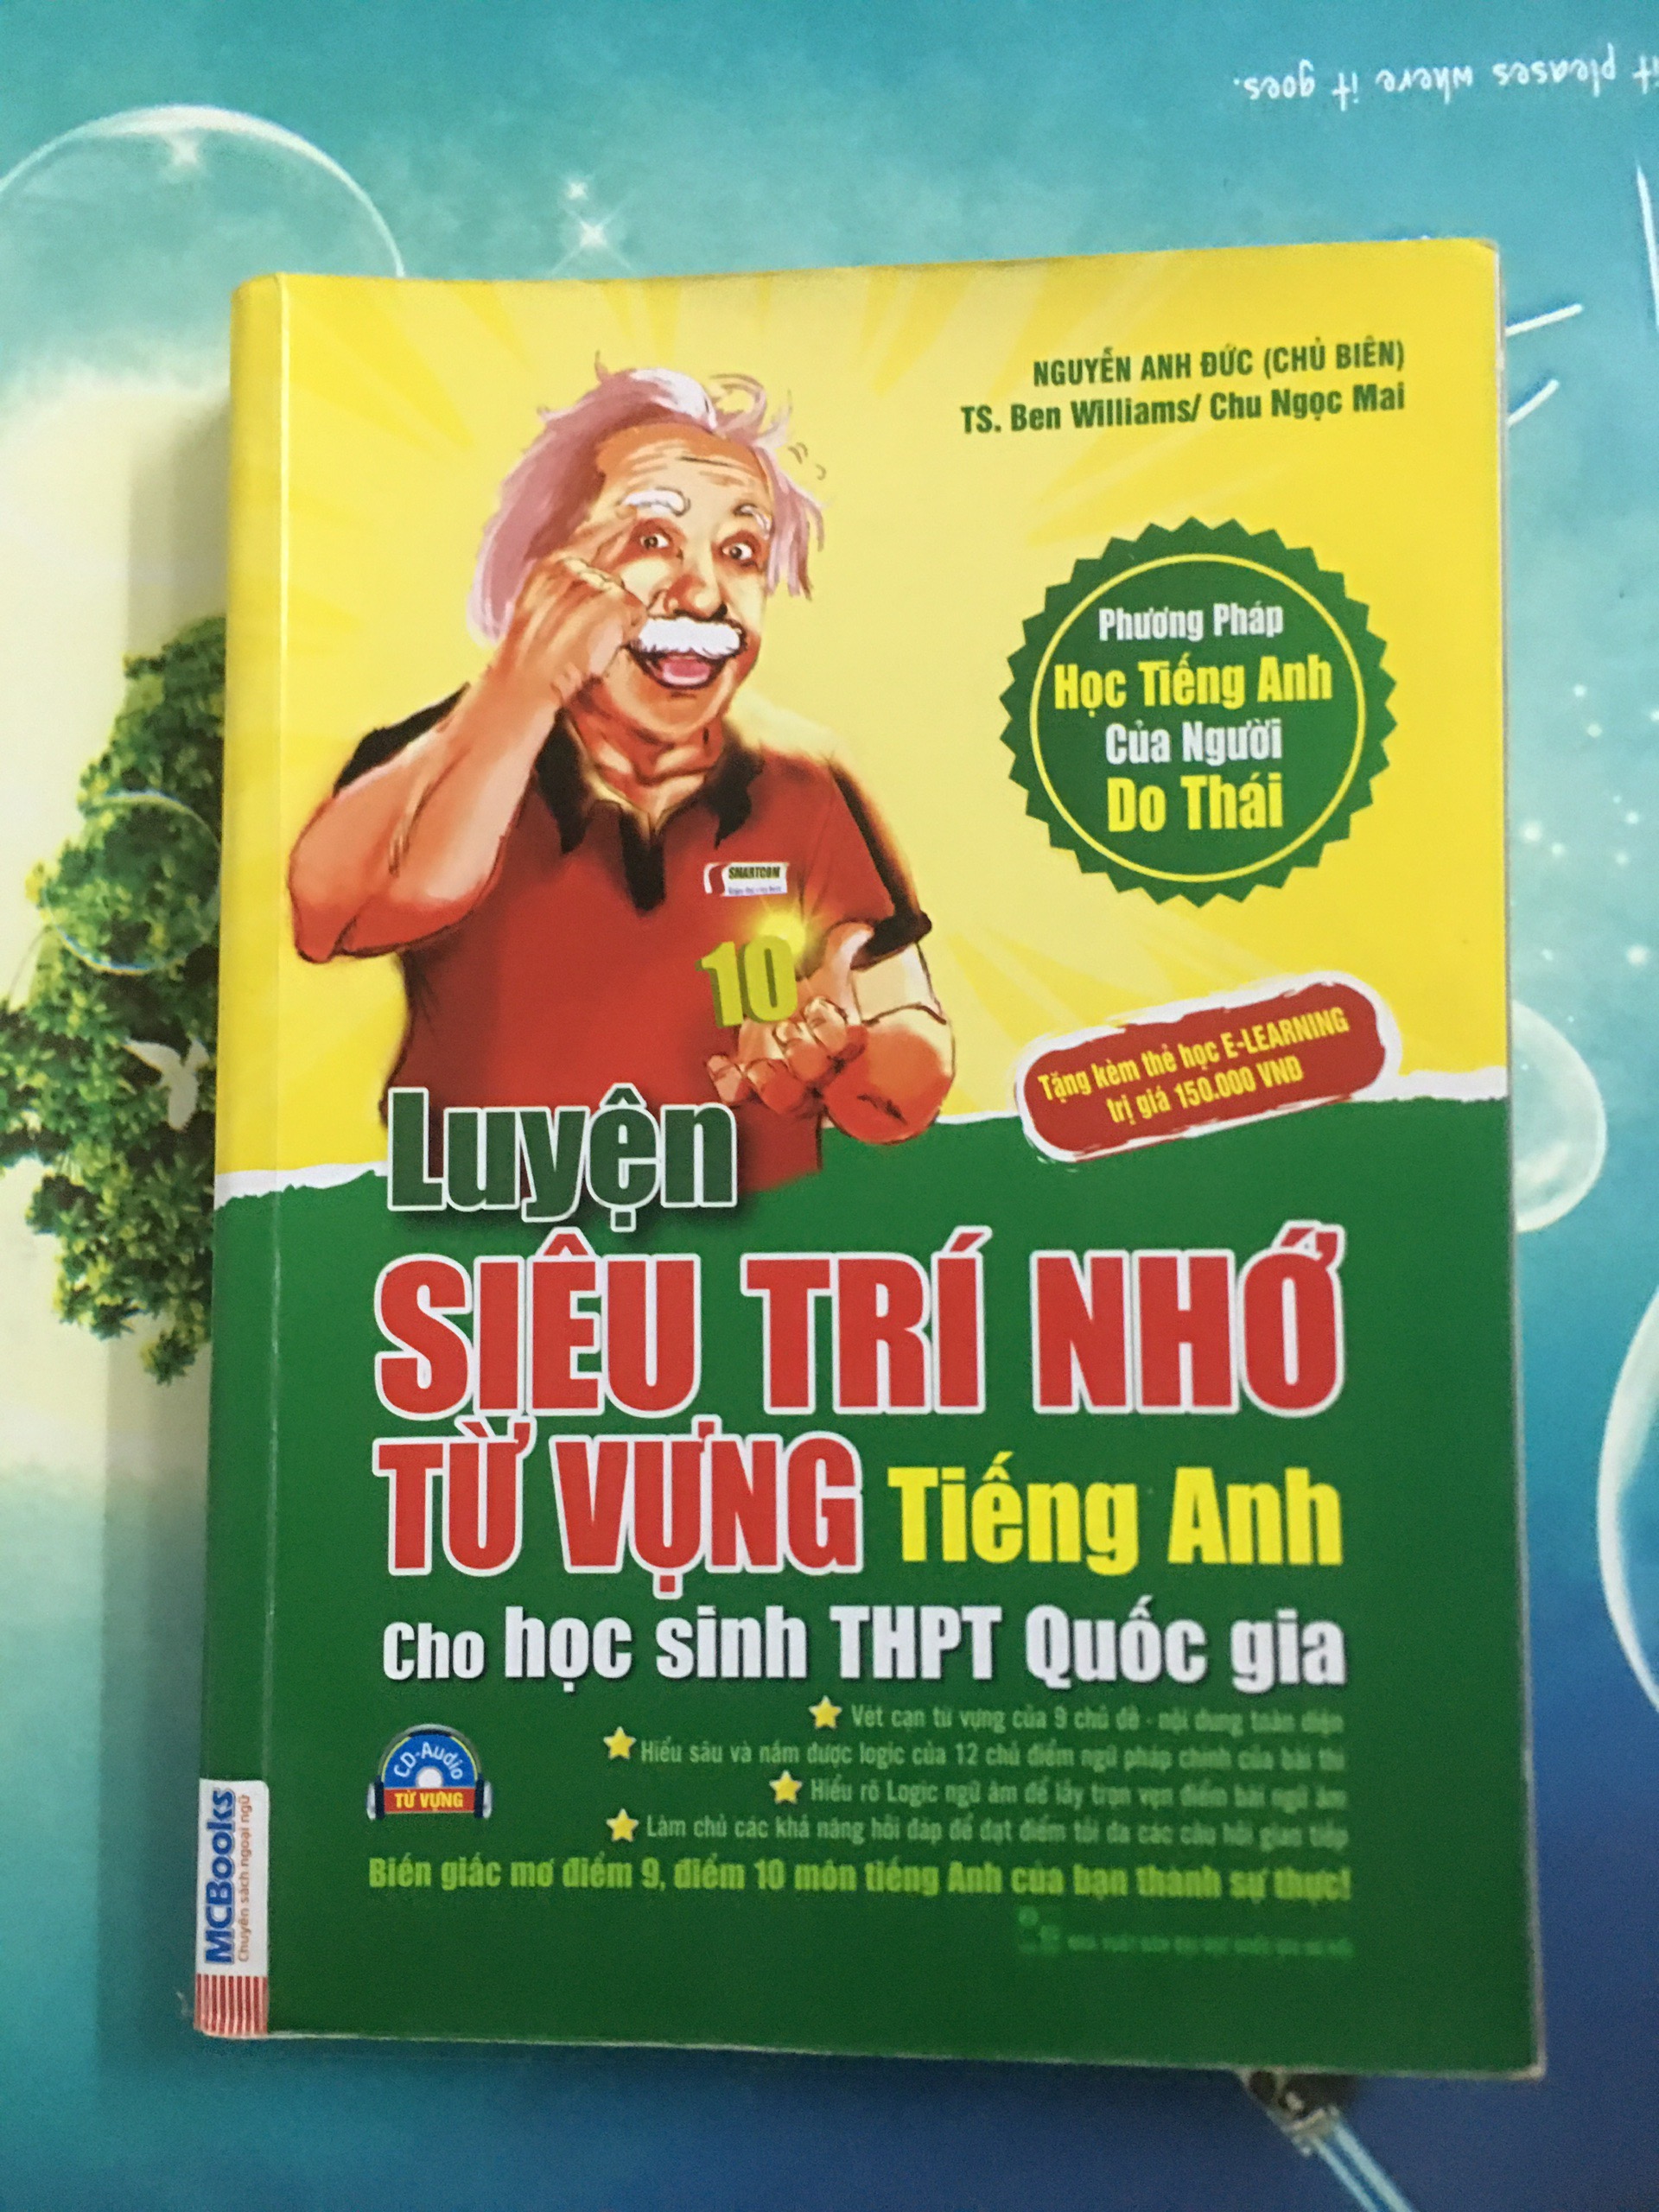 it pleases where it goes.
NGUYỄN ANH ĐỨC (CHỦ BIÊN)
TS. Ben Williams/ Chu Ngọc Mai
Phương Pháp
Học Tiếng Anh
Của Người
Do Thái
SMARTCOM
10
Tặng kèm thẻ học E-LEARNING
trị giá 150.000 VNĐ
Luyện
SIÊU TRÍ NHỚ
TỪ VỰNG Tiếng Anh
Cho học sinh THPT Quốc gia
Vét cạn từ vựng của 9 chủ đề - nội dung toàn diện
Hiểu sâu và nắm được logic của 12 chủ điểm ngữ pháp chính của bài thi
Hiểu rõ Logic ngữ âm để lấy trọn vẹn điểm bài ngữ âm
Làm chủ các khả năng hỏi đáp để đạt điểm tối đa các câu hỏi gián tiếp
Biến giấc mơ điểm 9, điểm 10 môn tiếng Anh của bạn thành sự thực!
CD-Audio
TỪ VỰNG
MCBooks
Chuyên sách ngoại ngữ